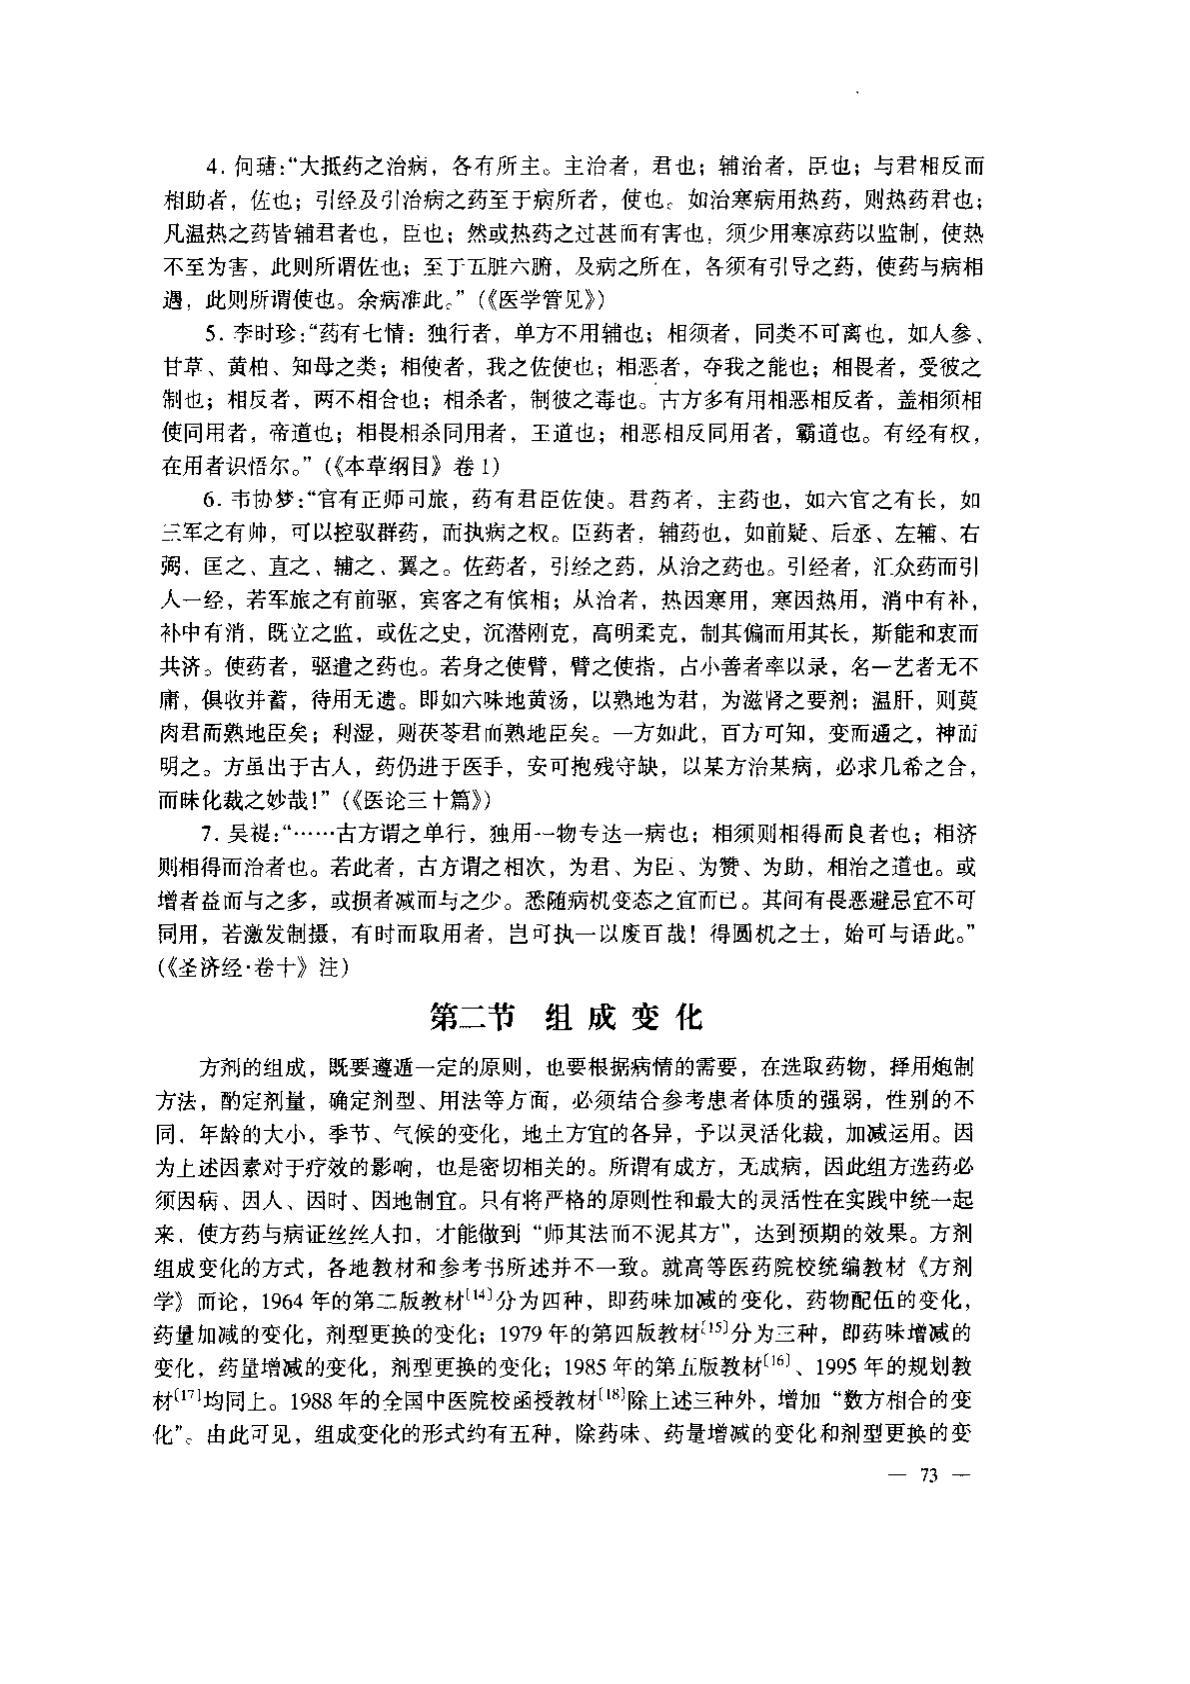 4. 何瑭：“大抵药之治病，各有所主。主治者，君也；辅治者，臣也；与君相反而
相助者，佐也；引经及引治病之药至于病所者，使也。如治寒病用热药，则热药君也；
凡温热之药皆辅君者也，臣也；然或热药之过甚而有害也，须少用寒凉药以监制，使热
不至为害，此则所谓佐也；至于五脏六腑，及病之所在，各须有引导之药，使药与病相
遇，此则所谓使也。余病准此。”（《医学管见》）
5. 李时珍：“药有七情：独行者，单方不用辅也；相须者，同类不可离也，如人参、
甘草、黄柏、知母之类；相使者，我之佐使也；相恶者，夺我之能也；相畏者，受彼之
制也；相反者，两不相合也；相杀者，制彼之毒也。古方多有用相恶相反者，盖相须相
使同用者，帝道也；相畏相杀同用者，王道也；相恶相反同用者，霸道也。有经有权，
在用者识悟尔。”（《本草纲目》卷 1）
6. 韦协梦：“官有正师司旅，药有君臣佐使。君药者，主药也，如六官之有长，如
三军之有帅，可以控驭群药，而执病之权。臣药者，辅药也，如前疑、后丞、左辅、右
弼，匡之、直之、辅之、翼之。佐药者，引经之药，从治之药也。引经者，汇众药而引
人一经，若军旅之有前驱，宾客之有傧相；从治者，热因寒用，寒因热用，消中有补，
补中有消，既立之监，或佐之史，沉潜刚克，高明柔克，制其偏而用其长，斯能和衷而
共济。使药者，驱遣之药也。若身之使臂，臂之使指，占小善者率以录，名一艺者无不
庸，俱收并蓄，待用无遗。即如六味地黄汤，以熟地为君，为滋肾之要剂；温肝，则萸
肉君而熟地臣矣；利湿，则茯苓君而熟地臣矣。一方如此，百方可知，变而通之，神而
明之。方虽出于古人，药仍进于医手，安可抱残守缺，以某方治某病，必求几希之合，
而昧化裁之妙哉！”（《医论三十篇》）
7. 吴褆：“……古方谓之单行，独用一物专达一病也；相须则相得而良者也；相济
则相得而治者也。若此者，古方谓之相次，为君、为臣、为赞、为助，相治之道也。或
增者益而与之多，或损者减而与之少。悉随病机变态之宜而已。其间有畏恶避忌宜不可
同用，若激发制摄，有时而取用者，岂可执一以废百哉！得圆机之士，始可与语此。”
（《圣济经·卷十》注）
第二节 组成变化
方剂的组成，既要遵遁一定的原则，也要根据病情的需要，在选取药物，择用炮制
方法，酌定剂量，确定剂型、用法等方面，必须结合参考患者体质的强弱，性别的不
同，年龄的大小，季节、气候的变化，地土方宜的各异，予以灵活化裁，加减运用。因
为上述因素对于疗效的影响，也是密切相关的。所谓有成方，无成病，因此组方选药必
须因病、因人、因时、因地制宜。只有将严格的原则性和最大的灵活性在实践中统一起
来，使方药与病证丝丝人扣，才能做到“师其法而不泥其方”，达到预期的效果。方剂
组成变化的方式，各地教材和参考书所述并不一致。就高等医药院校统编教材《方剂
学》而论，1964 年的第二版教材〔14〕分为四种，即药味加减的变化，药物配伍的变化，
药量加减的变化，剂型更换的变化；1979 年的第四版教材〔15〕分为三种，即药味增减的
变化，药量增减的变化，剂型更换的变化；1985 年的第五版教材〔16〕、1995 年的规划教
材〔17〕均同上。1988 年的全国中医院校函授教材〔18〕除上述三种外，增加“数方相合的变
化”。由此可见，组成变化的形式约有五种，除药味、药量增减的变化和剂型更换的变
— 73 —